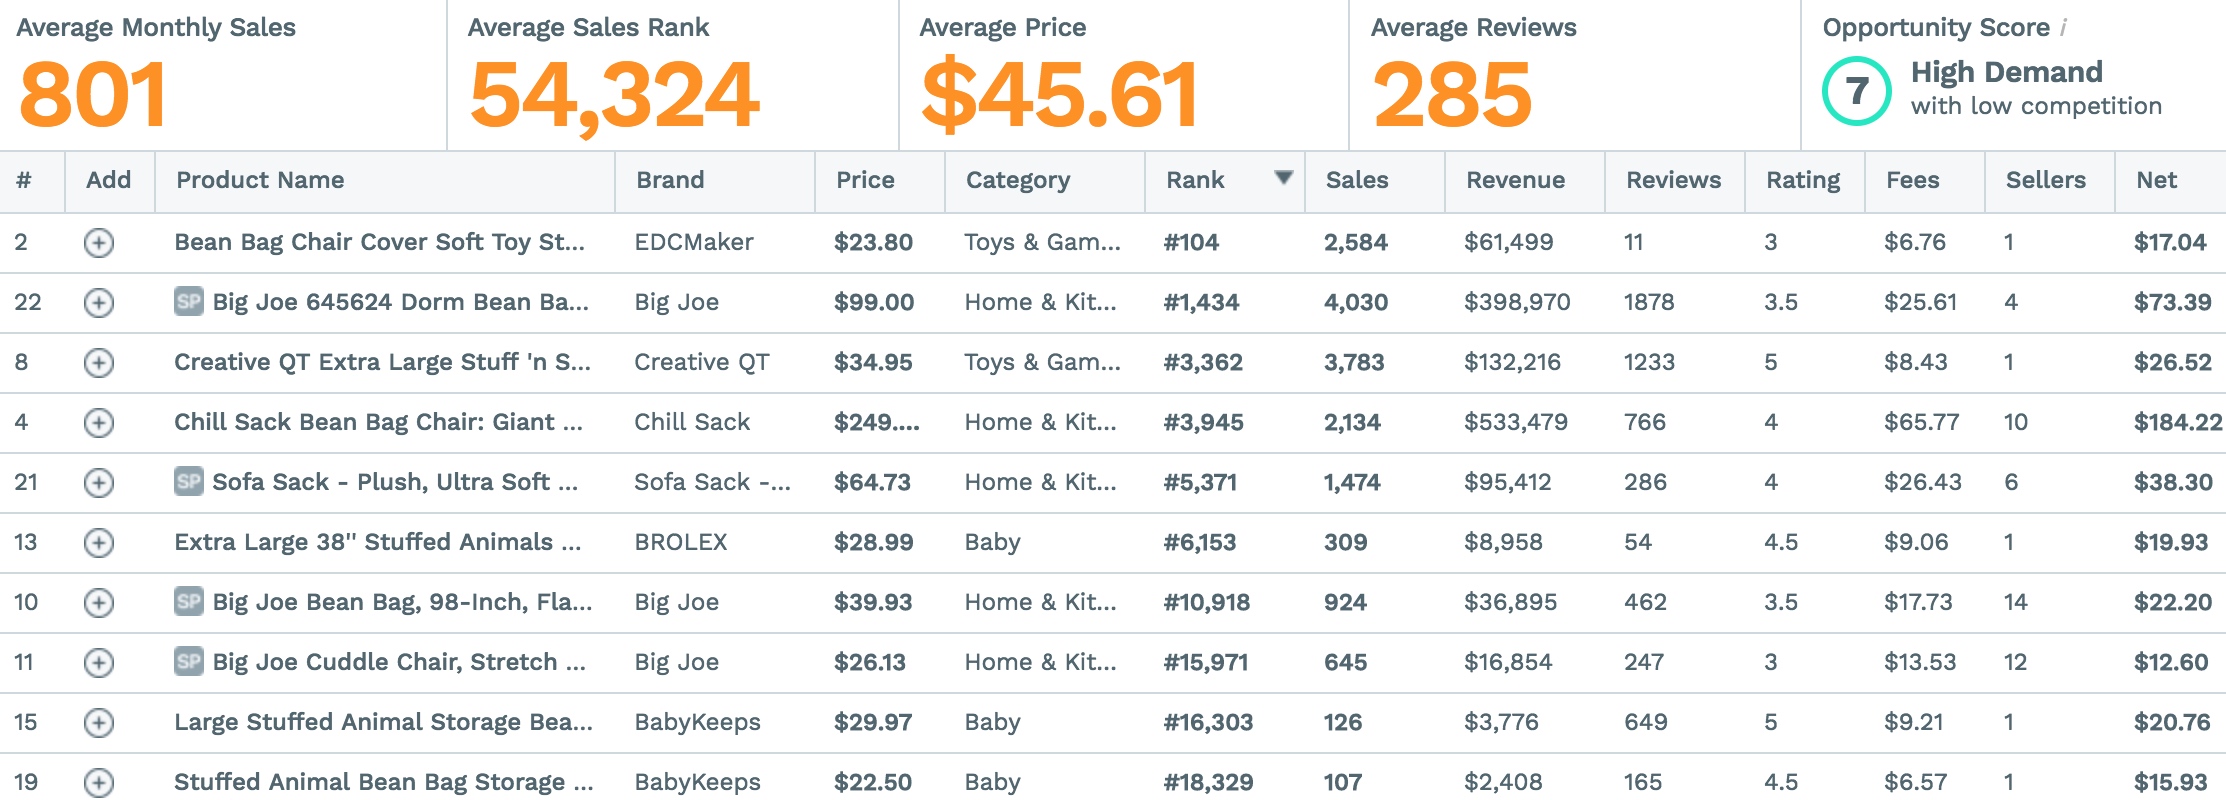 Average Monthly Sales
801
Average Sales Rank
54,324
Average Price
$45.61
Average Reviews
285
Opportunity Score i
7
High Demand
with low competition
# Add Product Name Brand Price Category Rank Sales Revenue Reviews Rating Fees Sellers Net
2 Bean Bag Chair Cover Soft Toy St... EDCMaker $23.80 Toys & Gam... #104 2,584 $61,499 11 3 $6.76 1 $17.04
22 SP Big Joe 645624 Dorm Bean Ba... Big Joe $99.00 Home & Kit... #1,434 4,030 $398,970 1878 3.5 $25.61 4 $73.39
8 Creative QT Extra Large Stuff 'n S... Creative QT $34.95 Toys & Gam... #3,362 3,783 $132,216 1233 5 $8.43 1 $26.52
4 Chill Sack Bean Bag Chair: Giant ... Chill Sack $249.... Home & Kit... #3,945 2,134 $533,479 766 4 $65.77 10 $184.22
21 SP Sofa Sack - Plush, Ultra Soft ... Sofa Sack -... $64.73 Home & Kit... #5,371 1,474 $95,412 286 4 $26.43 6 $38.30
13 Extra Large 38" Stuffed Animals ... BROLEX $28.99 Baby #6,153 309 $8,958 54 4.5 $9.06 1 $19.93
10 SP Big Joe Bean Bag, 98-Inch, Fla... Big Joe $39.93 Home & Kit... #10,918 924 $36,895 462 3.5 $17.73 14 $22.20
11 SP Big Joe Cuddle Chair, Stretch ... Big Joe $26.13 Home & Kit... #15,971 645 $16,854 247 3 $13.53 12 $12.60
15 Large Stuffed Animal Storage Bea... BabyKeeps $29.97 Baby #16,303 126 $3,776 649 5 $9.21 1 $20.76
19 Stuffed Animal Bean Bag Storage ... BabyKeeps $22.50 Baby #18,329 107 $2,408 165 4.5 $6.57 1 $15.93